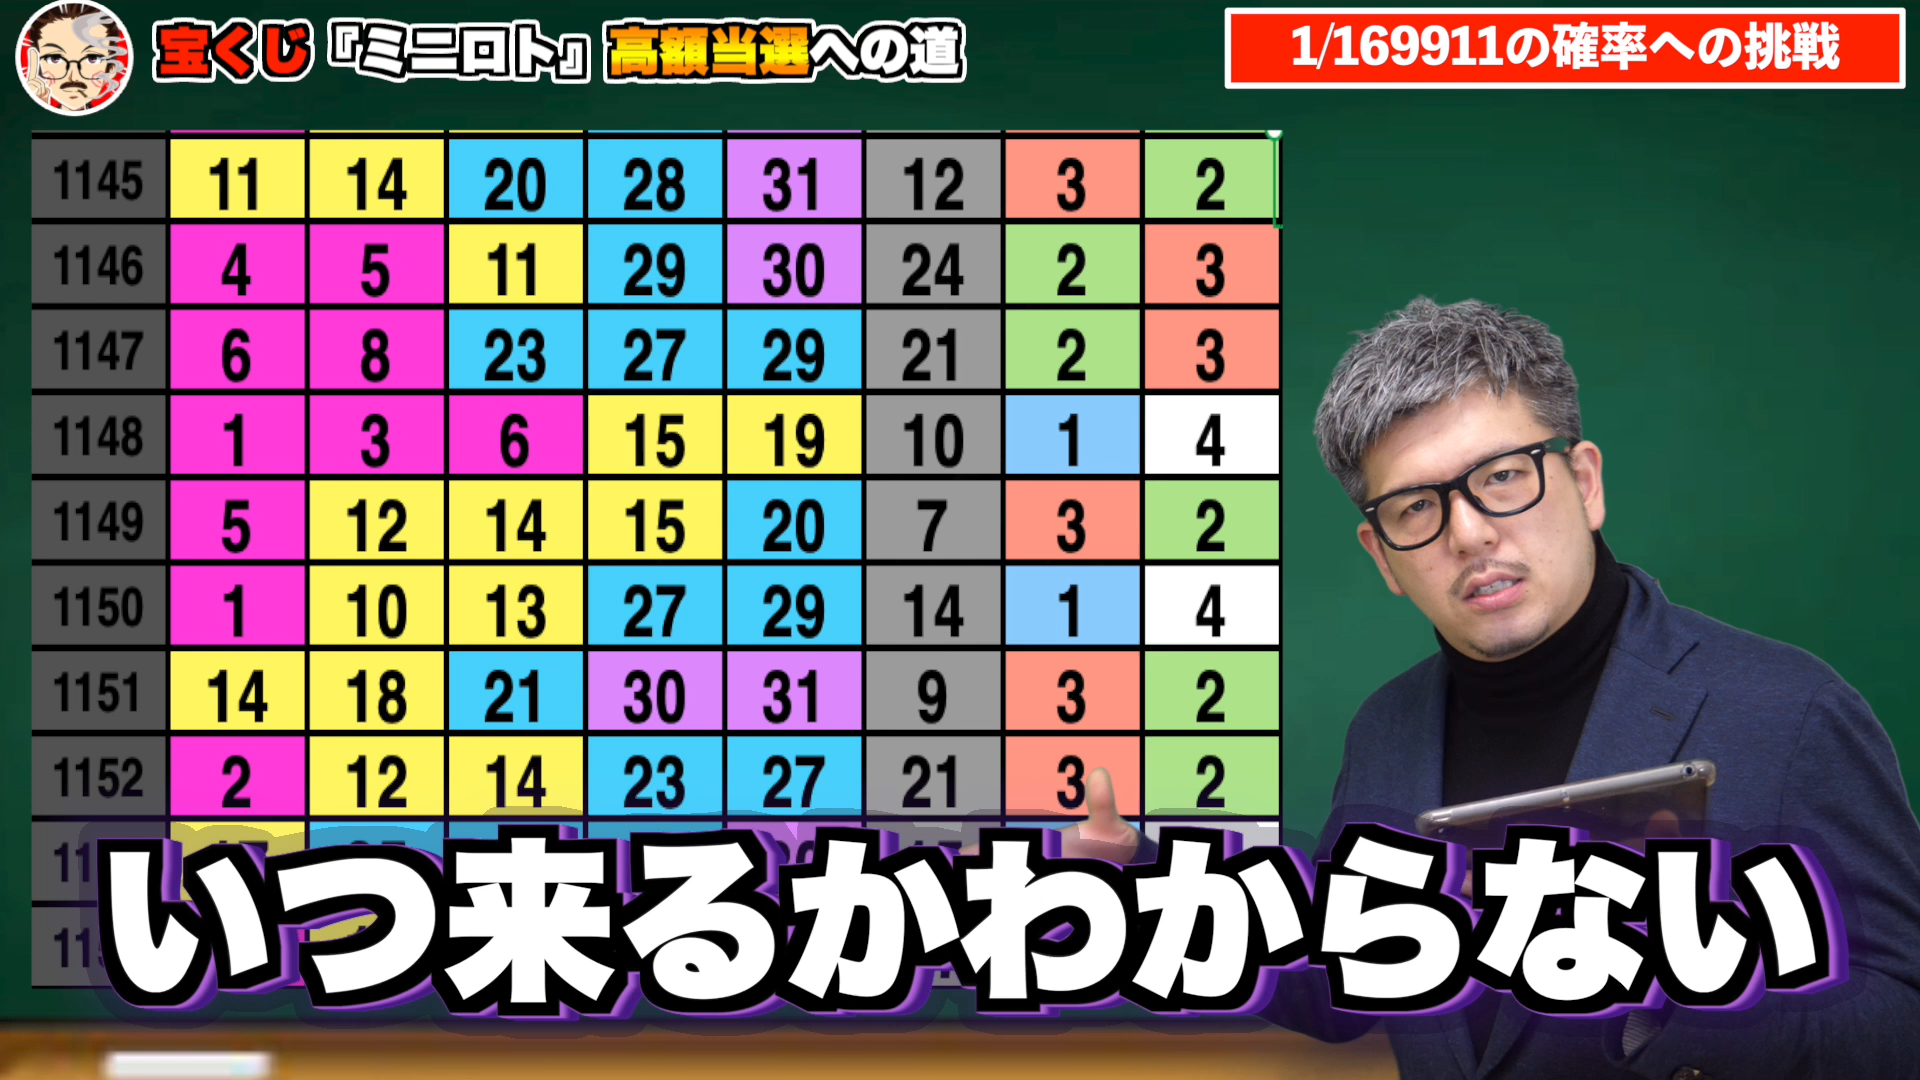 宝くじ『ミニロト』高額当選への道
1/169911の確率への挑戦
1145 11 14 20 28 31 12 3 2
1146 4 5 11 29 30 24 2 3
1147 6 8 23 27 29 21 2 3
1148 1 3 6 15 19 10 1 4
1149 5 12 14 15 20 7 3 2
1150 1 10 13 27 29 14 1 4
1151 14 18 21 30 31 9 3 2
1152 2 12 14 23 27 21 3 2
いつ来るかわからない